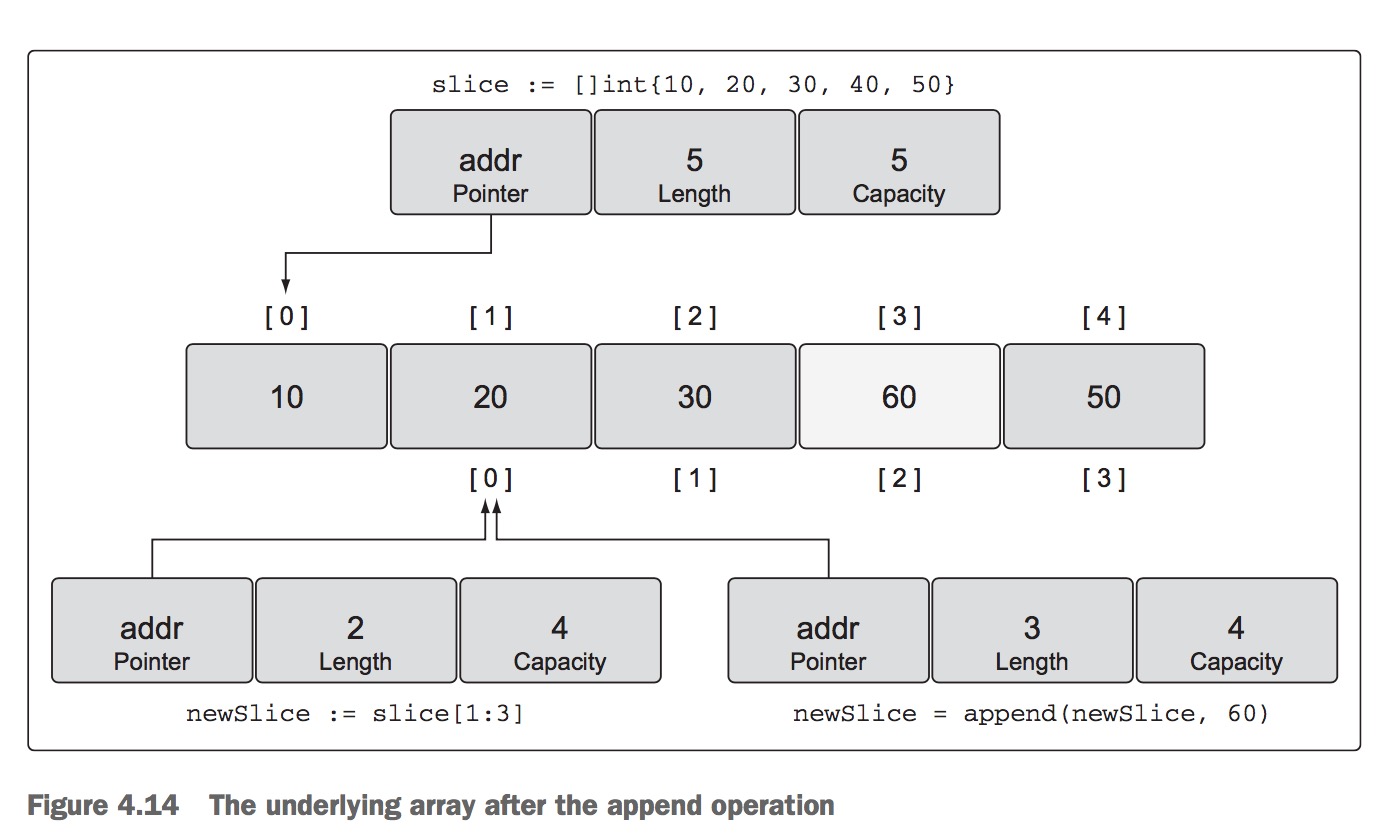 slice := []int{10, 20, 30, 40, 50}
addr 5 5
Pointer Length Capacity
[0] [1] [2] [3] [4]
10 20 30 60 50
[0] [1] [2] [3]
addr 2 4 addr 3 4
Pointer Length Capacity Pointer Length Capacity
newSlice := slice[1:3] newSlice = append(newSlice, 60)
Figure 4.14 The underlying array after the append operation